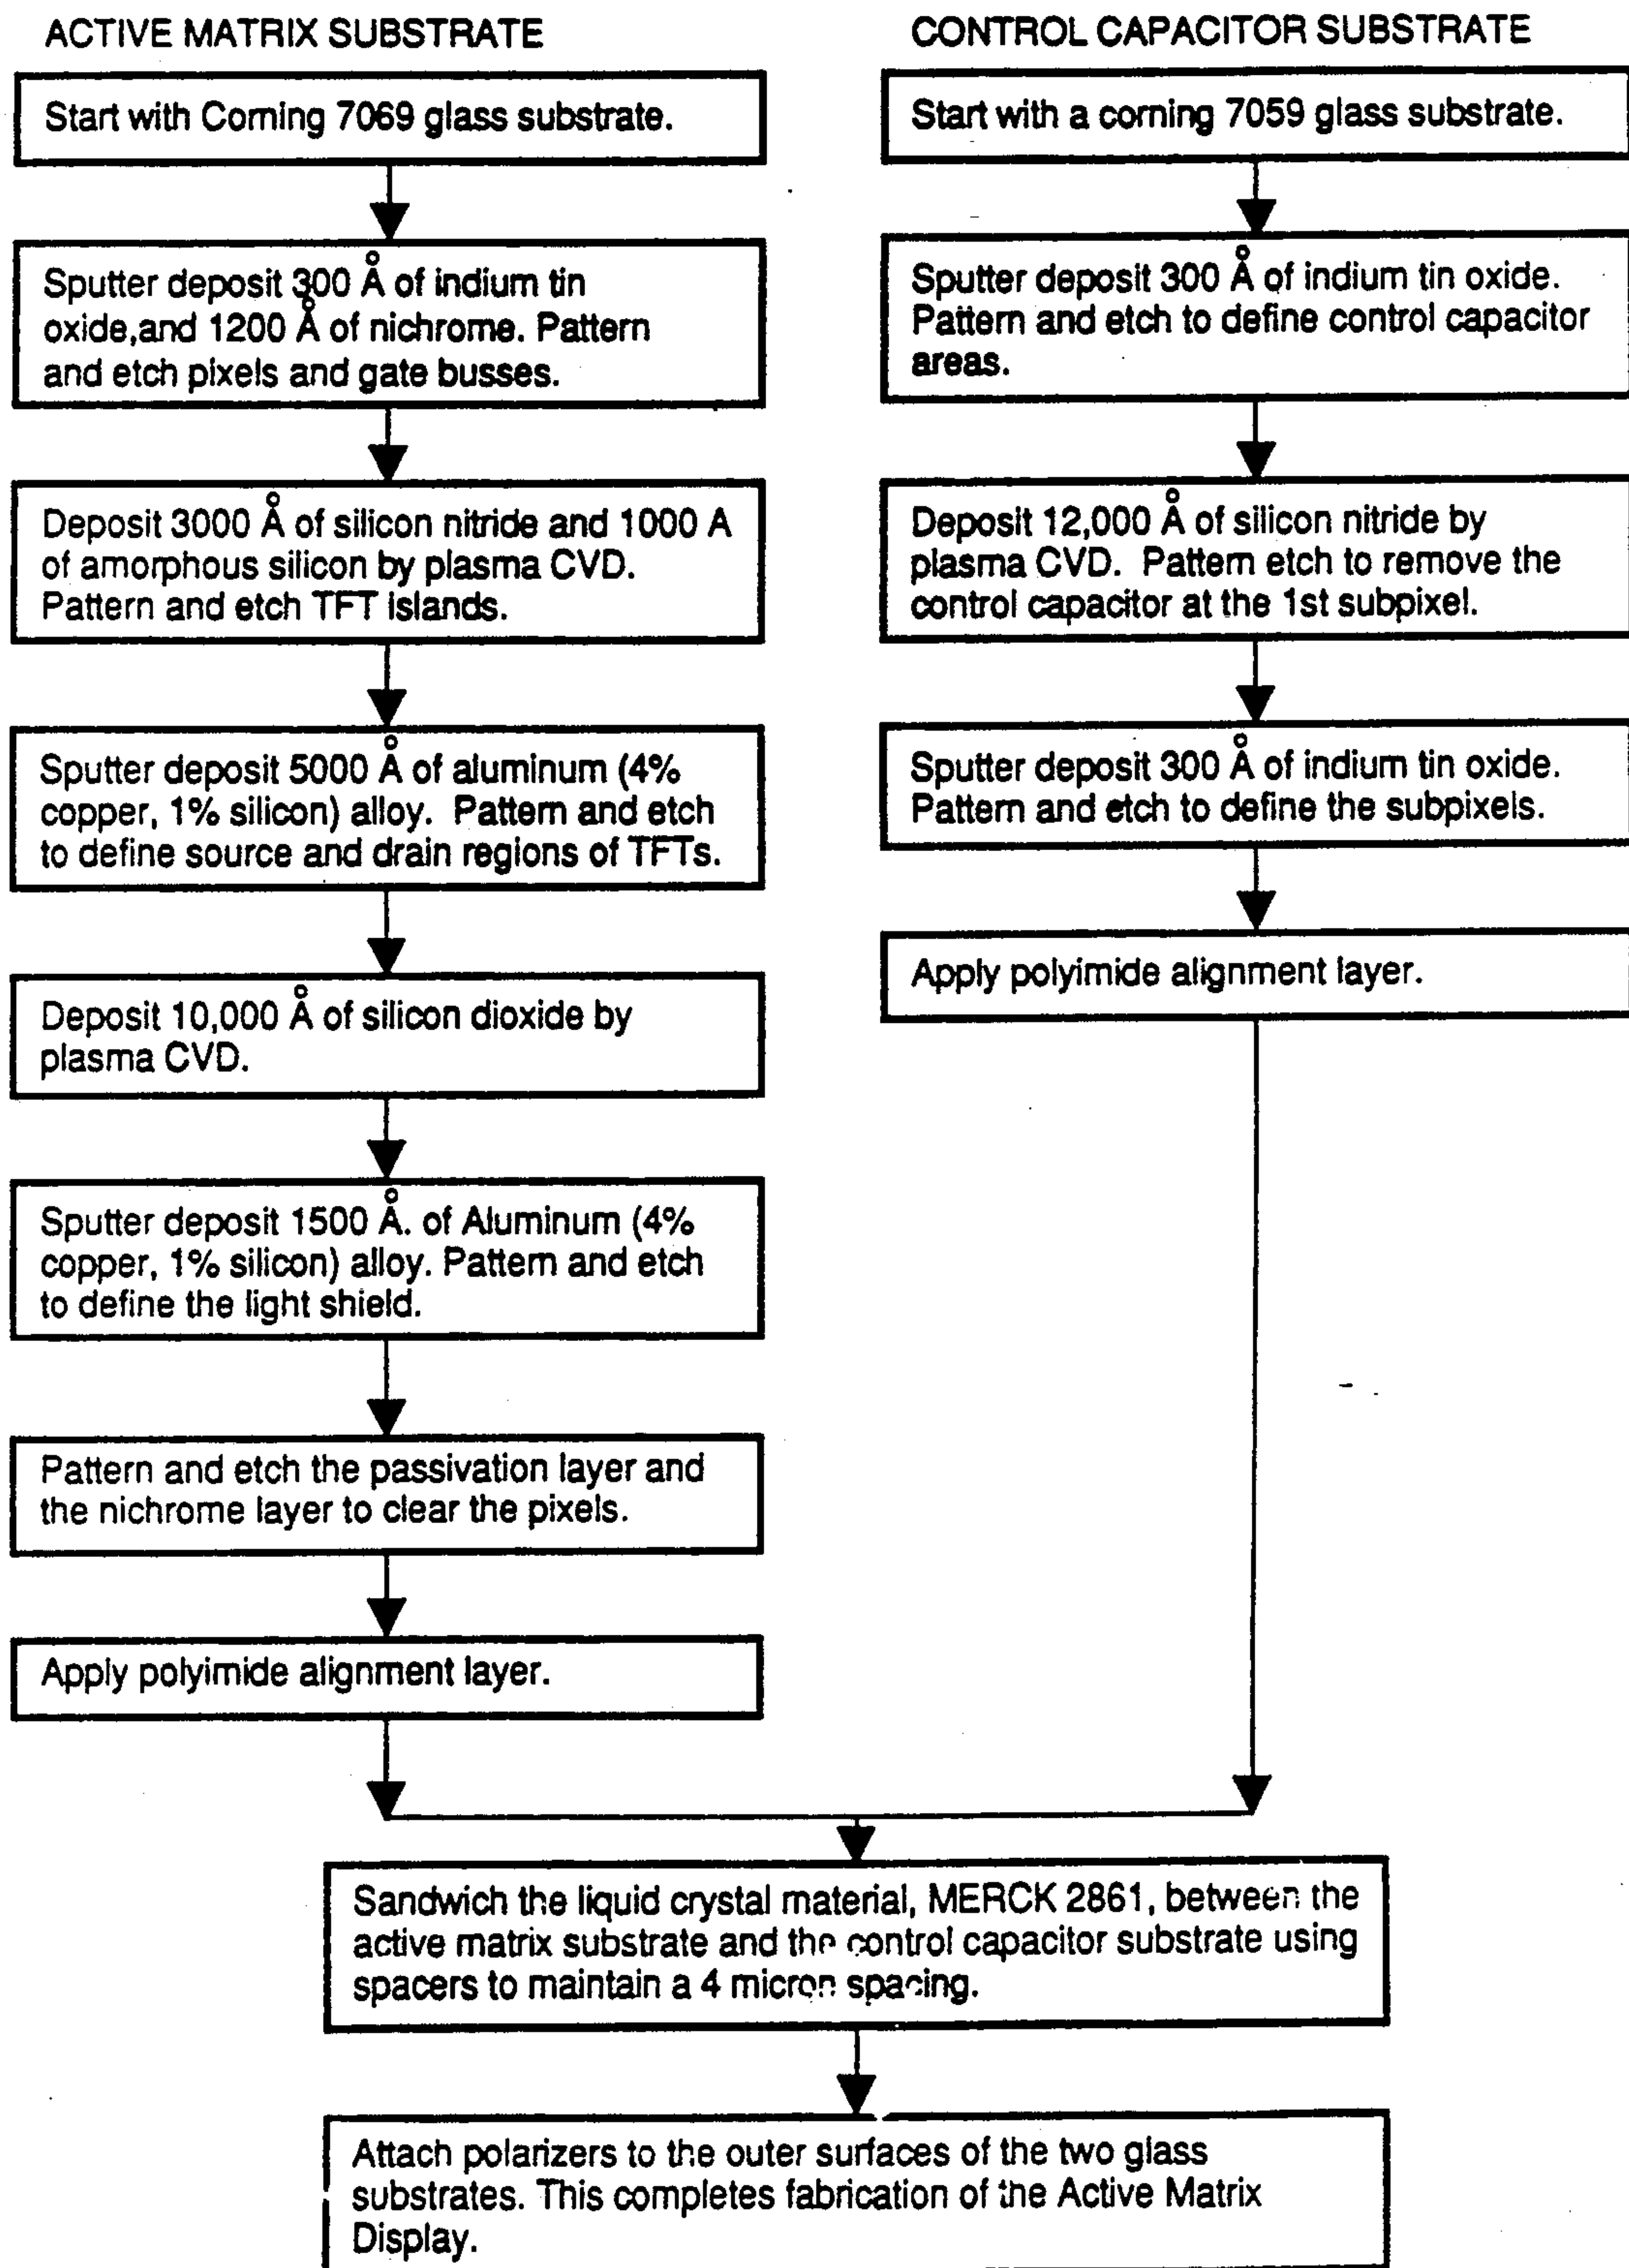 ACTIVE MATRIX SUBSTRATE
Start with Corning 7069 glass substrate.
Sputter deposit 300 Å of indium tin
oxide,and 1200 Å of nichrome. Pattern
and etch pixels and gate busses.
Deposit 3000 Å of silicon nitride and 1000 A
of amorphous silicon by plasma CVD.
Pattern and etch TFT islands.
Sputter deposit 5000 Å of aluminum (4%
copper, 1% silicon) alloy. Pattern and etch
to define source and drain regions of TFTs.
Deposit 10,000 Å of silicon dioxide by
plasma CVD.
Sputter deposit 1500 Å. of Aluminum (4%
copper, 1% silicon) alloy. Pattern and etch
to define the light shield.
Pattern and etch the passivation layer and
the nichrome layer to clear the pixels.
Apply polyimide alignment layer.
CONTROL CAPACITOR SUBSTRATE
Start with a corning 7059 glass substrate.
Sputter deposit 300 Å of indium tin oxide.
Pattern and etch to define control capacitor
areas.
Deposit 12,000 Å of silicon nitride by
plasma CVD. Pattern etch to remove the
control capacitor at the 1st subpixel.
Sputter deposit 300 Å of indium tin oxide.
Pattern and etch to define the subpixels.
Apply polyimide alignment layer.
Sandwich the liquid crystal material, MERCK 2861, between the
active matrix substrate and the control capacitor substrate using
spacers to maintain a 4 micron spacing.
Attach polarizers to the outer surfaces of the two glass
substrates. This completes fabrication of the Active Matrix
Display.